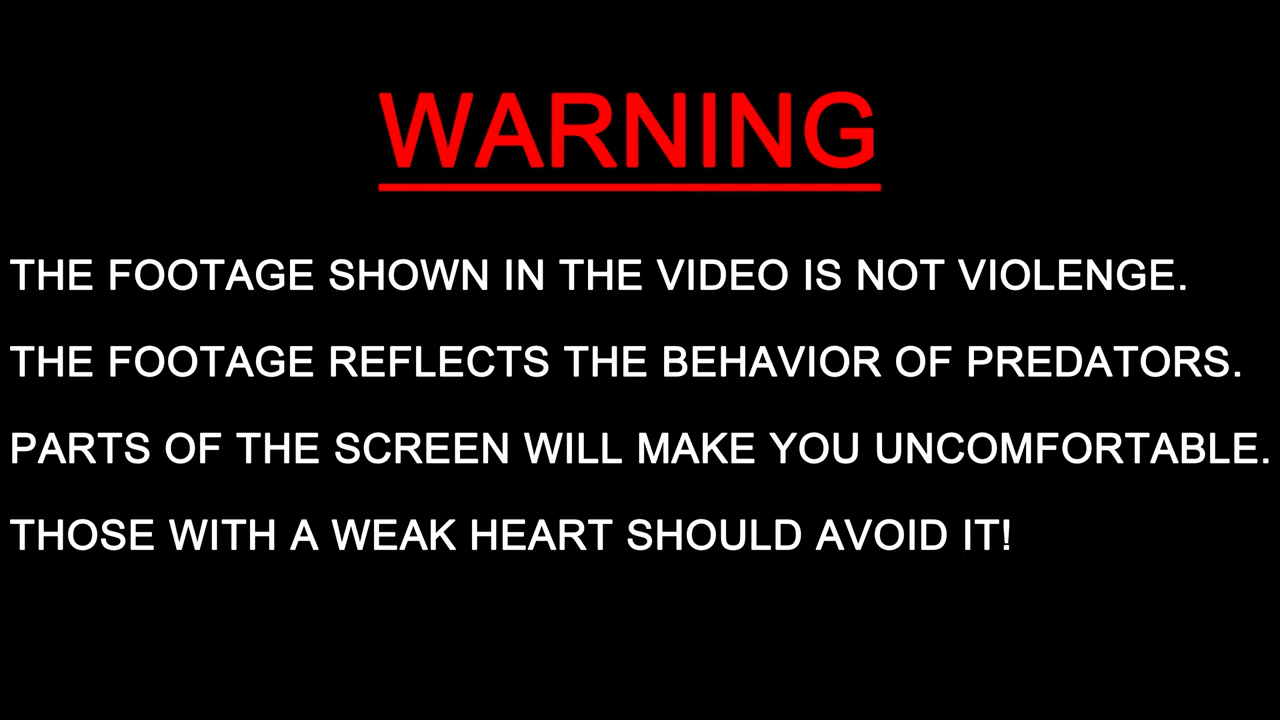 WARNING
THE FOOTAGE SHOWN IN THE VIDEO IS NOT VIOLENGE.
THE FOOTAGE REFLECTS THE BEHAVIOR OF PREDATORS.
PARTS OF THE SCREEN WILL MAKE YOU UNCOMFORTABLE.
THOSE WITH A WEAK HEART SHOULD AVOID IT!